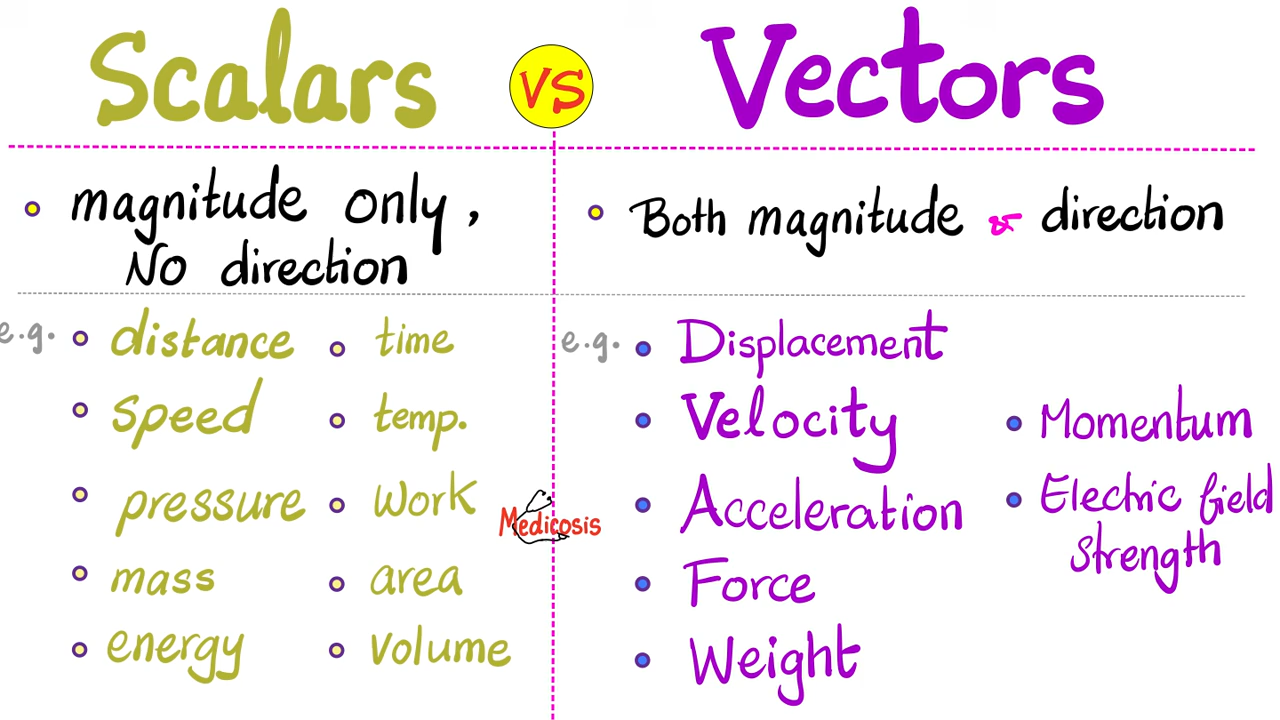 Scalars
VS
Vectors
magnitude only,
No direction
Both magnitude & direction
e.g.
distance
speed
pressure
mass
energy
time
temp.
Work
area
volume
Medicosis
e.g.
Displacement
Velocity
Acceleration
Force
Weight
Momentum
Electric field
strength